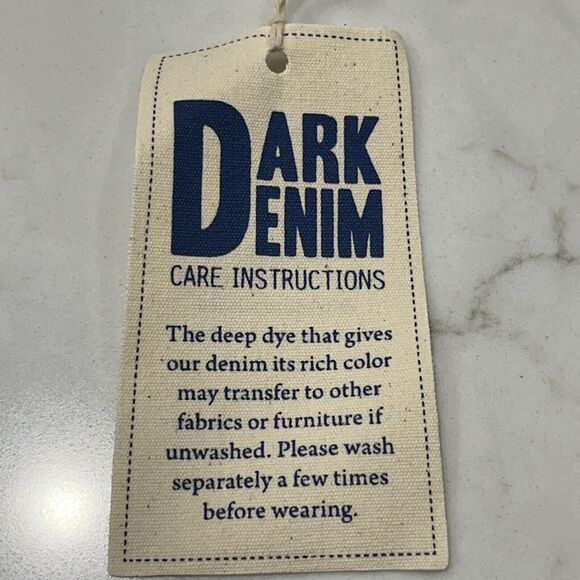 DARK
DENIM
CARE INSTRUCTIONS
The deep dye that gives
our denim its rich color
may transfer to other
fabrics or furniture if
unwashed. Please wash
separately a few times
before wearing.